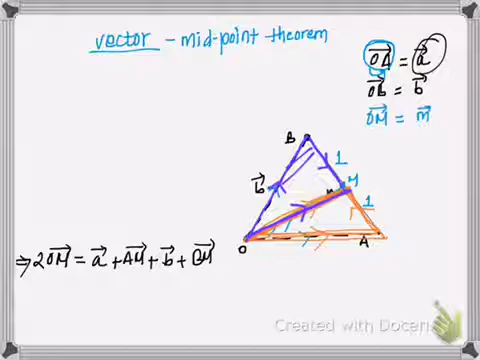 vector - mid-point theorem
OA = a
OB = b
OM = m
B
1
b
M
m
1
O
A
⇒ 2OM = a + AM + b + BM
Created with Doceri